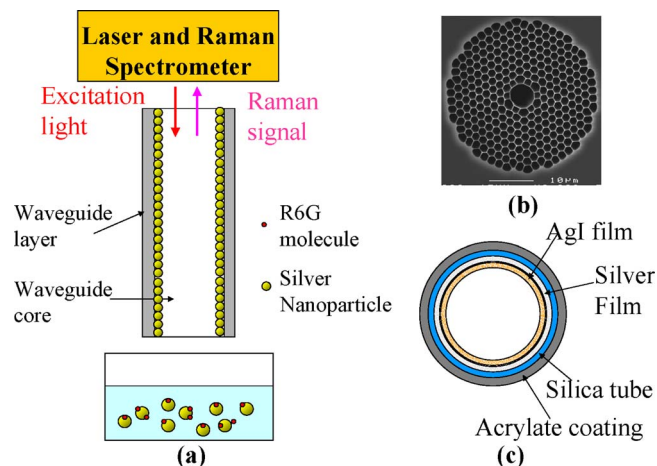 Laser and Raman
Spectrometer
Excitation
light
Raman
signal
Waveguide
layer
R6G
molecule
Waveguide
core
Silver
Nanoparticle
(a)
10µm
(b)
AgI film
Silver
Film
Silica tube
Acrylate coating
(c)